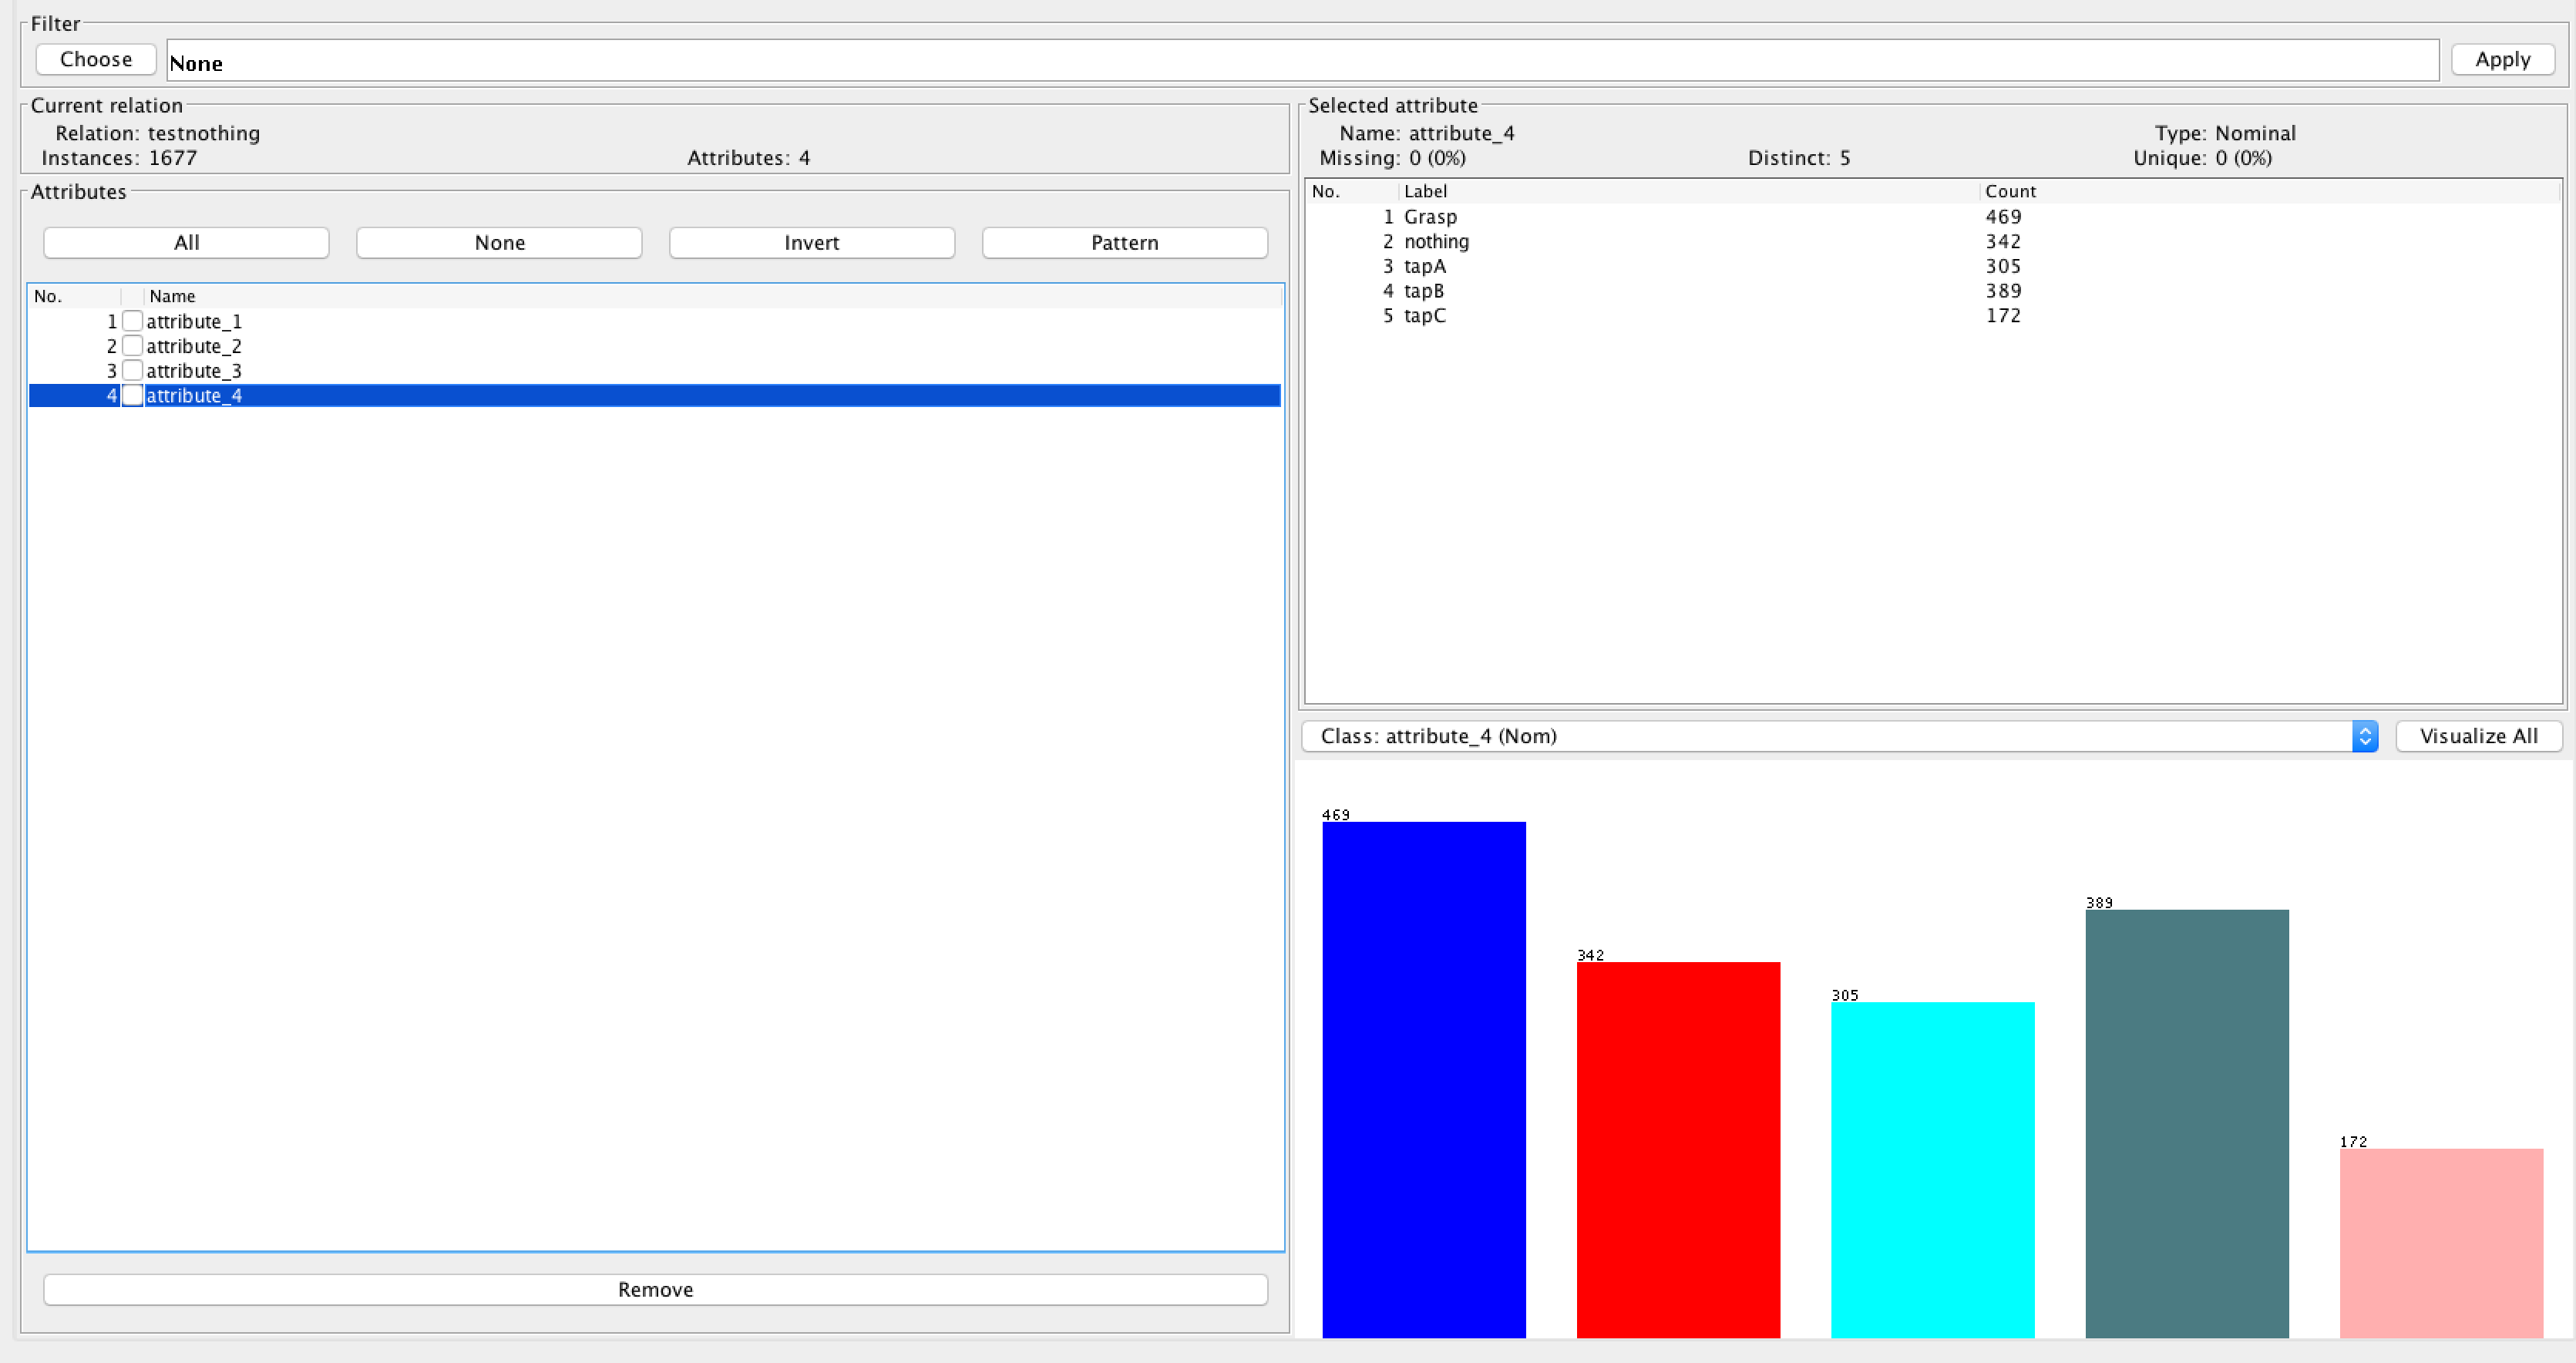 Filter
Choose None Apply
Current relation
Relation: testnothing
Instances: 1677 Attributes: 4
Attributes
All None Invert Pattern
No. Name
1 attribute_1
2 attribute_2
3 attribute_3
4 attribute_4
Remove
Selected attribute
Name: attribute_4 Type: Nominal
Missing: 0 (0%) Distinct: 5 Unique: 0 (0%)
No. Label Count
1 Grasp 469
2 nothing 342
3 tapA 305
4 tapB 389
5 tapC 172
Class: attribute_4 (Nom) Visualize All
469
342
305
389
172